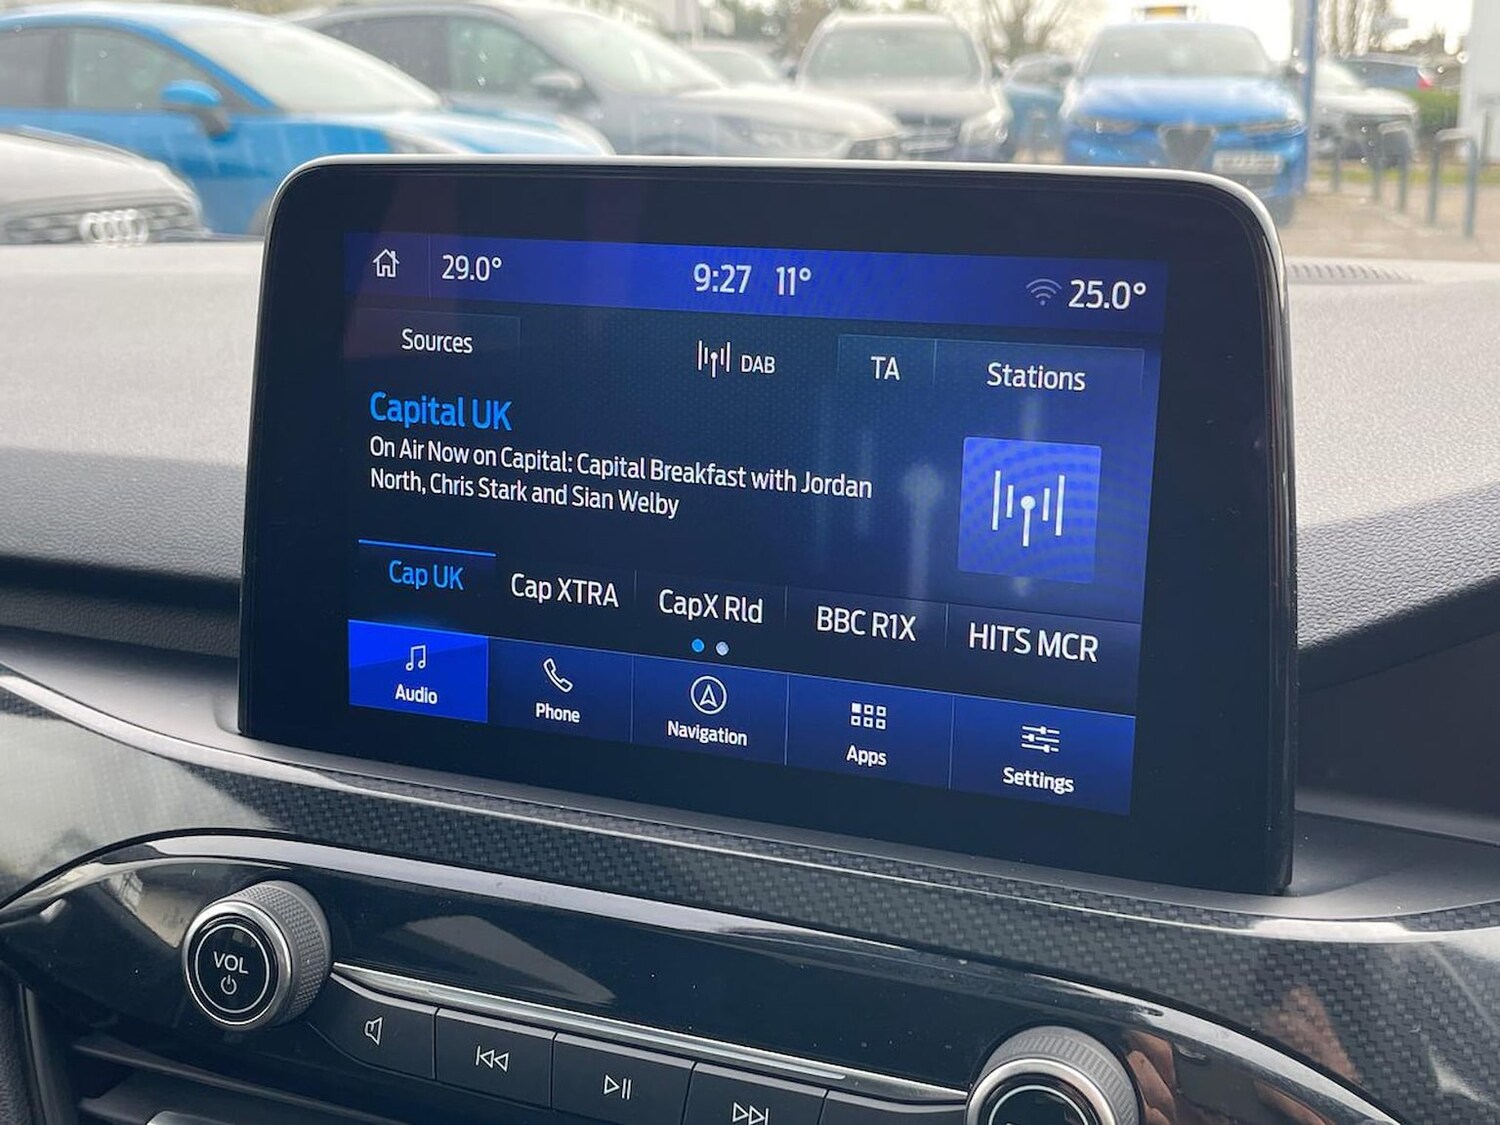 29.0°
9:27 11°
25.0°
Sources
DAB
TA
Stations
Capital UK
On Air Now on Capital: Capital Breakfast with Jordan
North, Chris Stark and Sian Welby
Cap UK
Cap XTRA
CapX Rld
BBC R1X
HITS MCR
Audio
Phone
Navigation
Apps
Settings
VOL